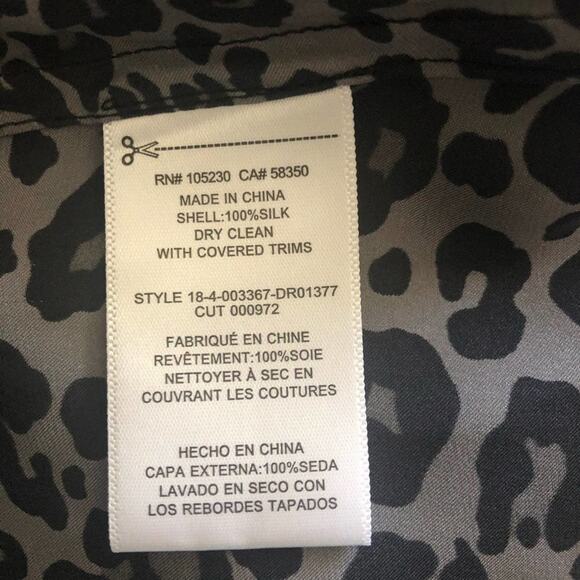 RN# 105230 CA# 58350
MADE IN CHINA
SHELL:100%SILK
DRY CLEAN
WITH COVERED TRIMS
STYLE 18-4-003367-DR01377
CUT 000972
FABRIQUÉ EN CHINE
REVÊTEMENT:100%SOIE
NETTOYER À SEC EN
COUVRANT LES COUTURES
HECHO EN CHINA
CAPA EXTERNA:100%SEDA
LAVADO EN SECO CON
LOS REBORDES TAPADOS